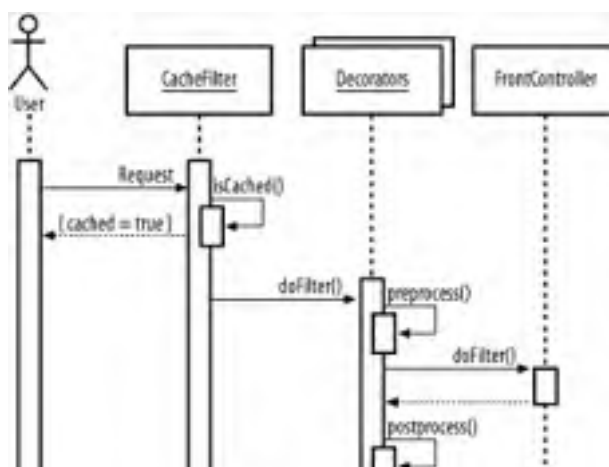 User
CacheFilter
Decorators
FrontController
Request
isCached()
{ cached = true }
doFilter()
preprocess()
doFilter()
postprocess()